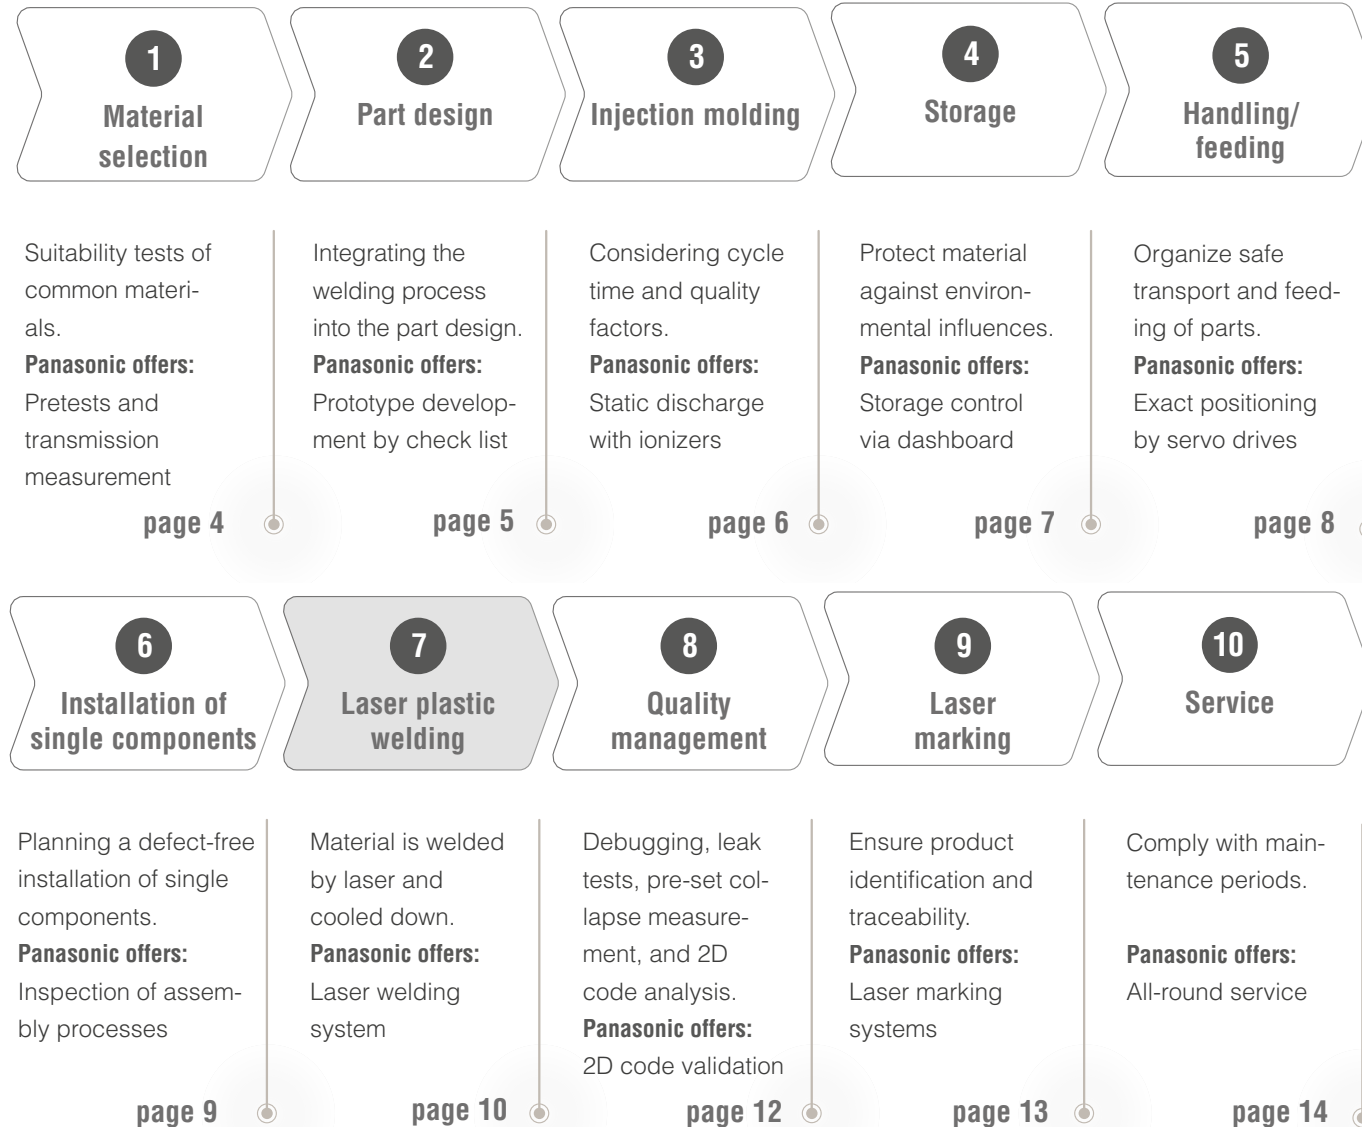 1
Material
selection
Suitability tests of
common materi-
als.
Panasonic offers:
Pretests and
transmission
measurement
page 4
2
Part design
Integrating the
welding process
into the part design.
Panasonic offers:
Prototype develop-
ment by check list
page 5
3
Injection molding
Considering cycle
time and quality
factors.
Panasonic offers:
Static discharge
with ionizers
page 6
4
Storage
Protect material
against environ-
mental influences.
Panasonic offers:
Storage control
via dashboard
page 7
5
Handling/
feeding
Organize safe
transport and feed-
ing of parts.
Panasonic offers:
Exact positioning
by servo drives
page 8
6
Installation of
single components
Planning a defect-free
installation of single
components.
Panasonic offers:
Inspection of assem-
bly processes
page 9
7
Laser plastic
welding
Material is welded
by laser and
cooled down.
Panasonic offers:
Laser welding
system
page 10
8
Quality
management
Debugging, leak
tests, pre-set col-
lapse measure-
ment, and 2D
code analysis.
Panasonic offers:
2D code validation
page 12
9
Laser
marking
Ensure product
identification and
traceability.
Panasonic offers:
Laser marking
systems
page 13
10
Service
Comply with main-
tenance periods.
Panasonic offers:
All-round service
page 14